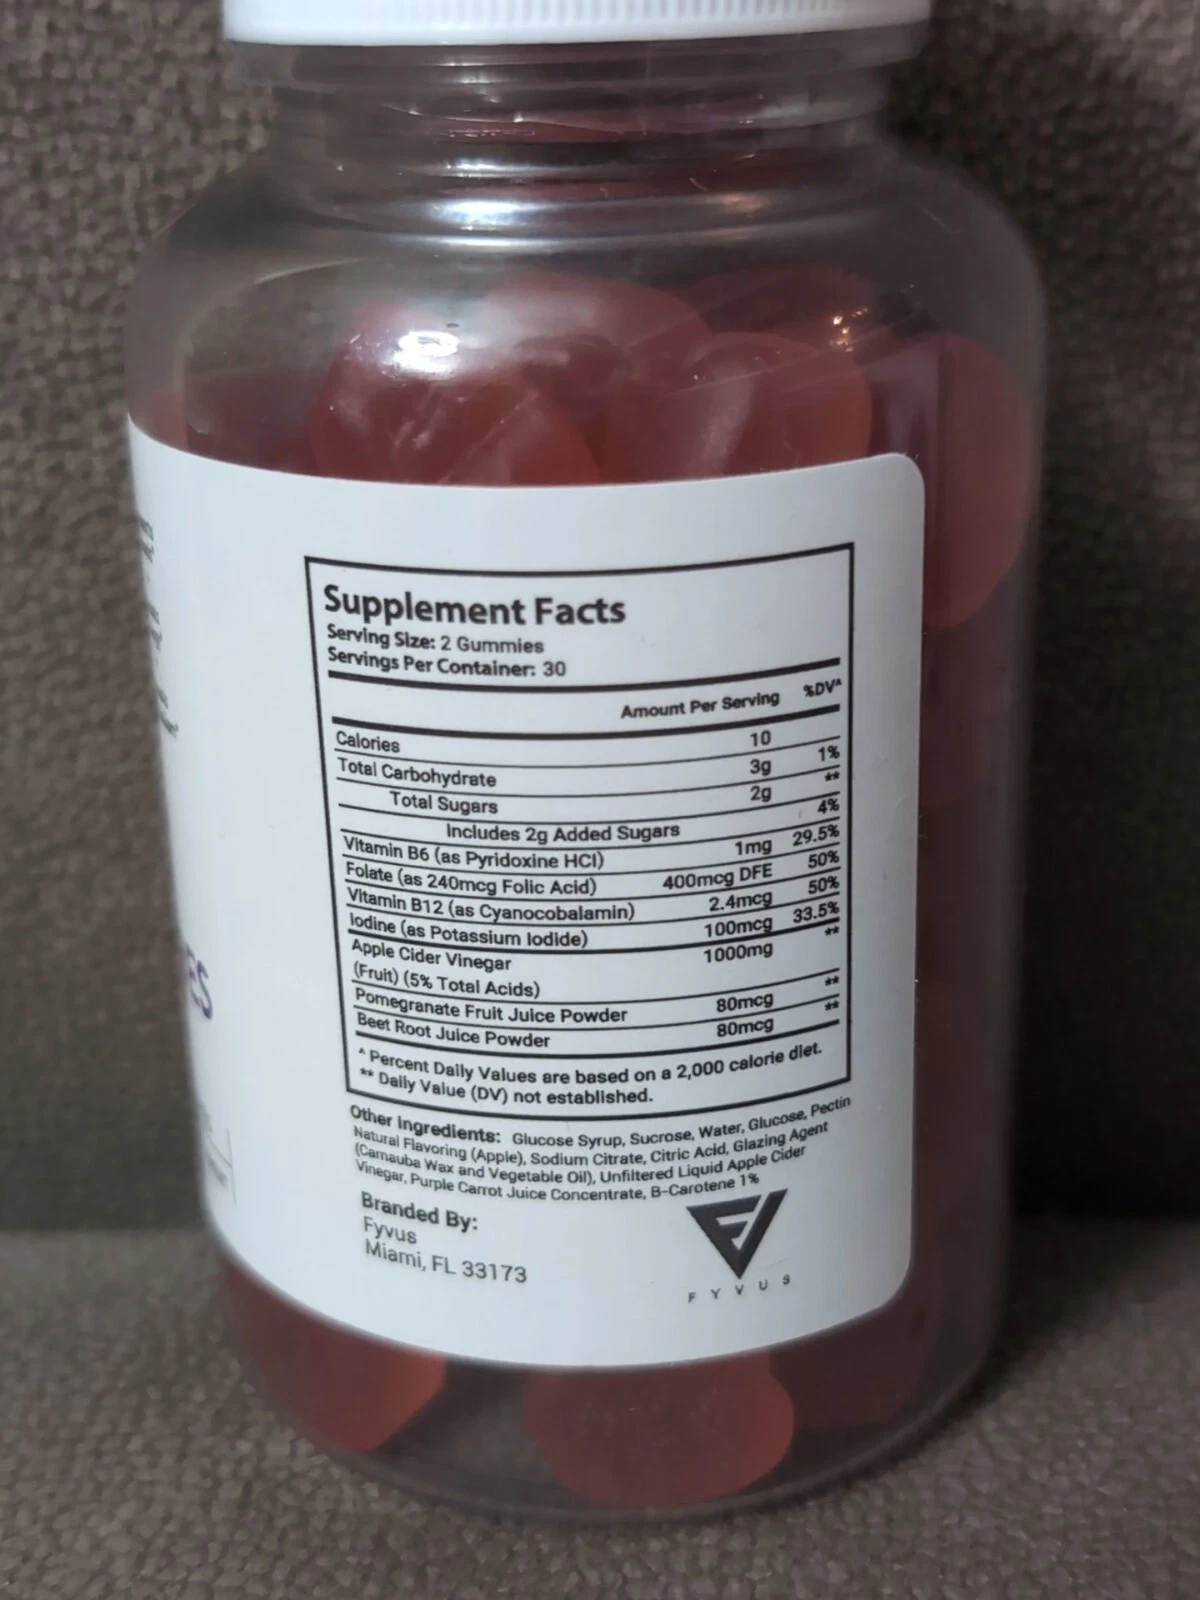 Supplement Facts
Serving Size: 2 Gummies
Servings Per Container: 30
Amount Per Serving %DV^
Calories 10
Total Carbohydrate 3g 1%
Total Sugars 2g **
Includes 2g Added Sugars 4%
Vitamin B6 (as Pyridoxine HCl) 1mg 29.5%
Folate (as 240mcg Folic Acid) 400mcg DFE 50%
Vitamin B12 (as Cyanocobalamin) 2.4mcg 50%
Iodine (as Potassium Iodide) 100mcg 33.5%
Apple Cider Vinegar 1000mg **
(Fruit) (5% Total Acids)
Pomegranate Fruit Juice Powder 80mcg **
Beet Root Juice Powder 80mcg **
^ Percent Daily Values are based on a 2,000 calorie diet.
** Daily Value (DV) not established.
Other Ingredients: Glucose Syrup, Sucrose, Water, Glucose, Pectin
Natural Flavoring (Apple), Sodium Citrate, Citric Acid, Glazing Agent
(Carnauba Wax and Vegetable Oil), Unfiltered Liquid Apple Cider
Vinegar, Purple Carrot Juice Concentrate, B-Carotene 1%
Branded By:
Fyvus
Miami, FL 33173
FYVUS
ES